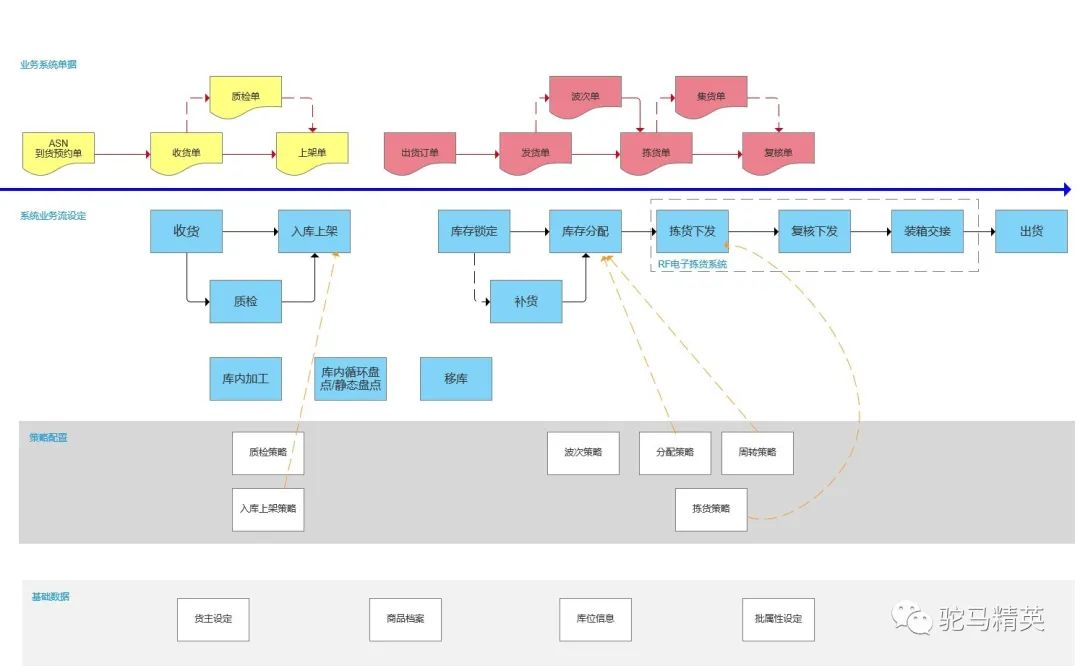 业务系统单据
质检单
波次单
集货单
ASN
到货预约单
收货单
上架单
出货订单
发货单
拣货单
复核单
系统业务流设定
收货
入库上架
库存锁定
库存分配
拣货下发
复核下发
装箱交接
出货
RF电子拣货系统
质检
补货
库内加工
库内循环盘
点/静态盘点
移库
策略配置
质检策略
波次策略
分配策略
周转策略
入库上架策略
拣货策略
基础数据
货主设定
商品档案
库位信息
批属性设定
驼马精英